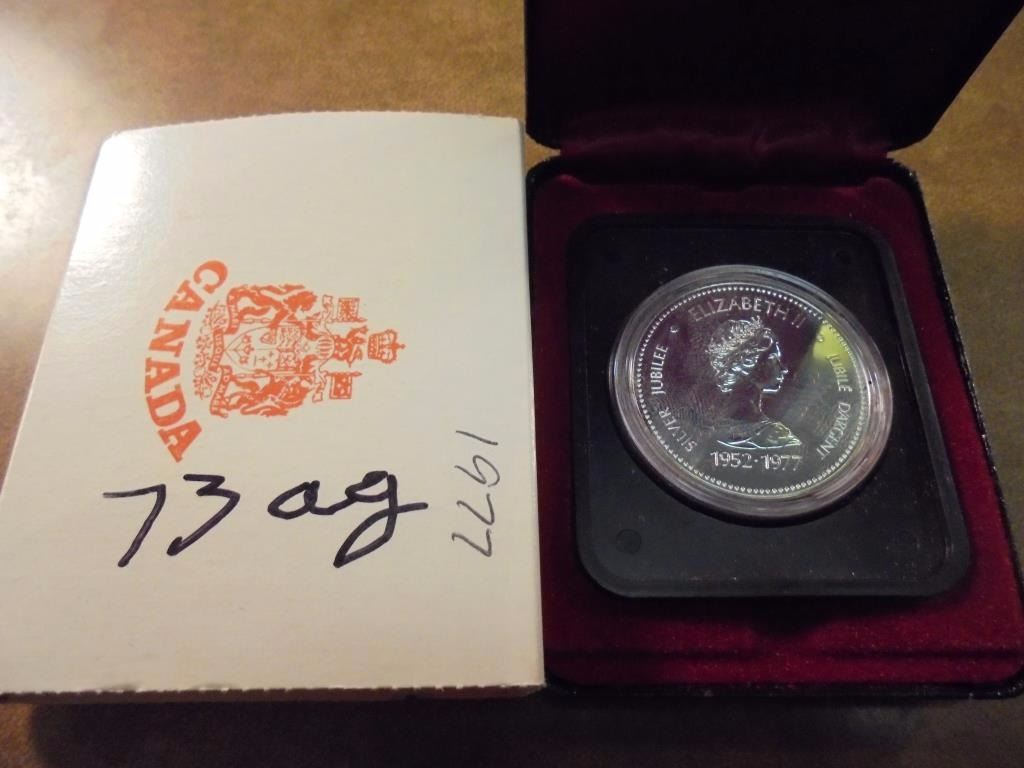 CANADA
73 ag
1977
ELIZABETH II
SILVER JUBILEE
JUBILÉ D'ARGENT
1952·1977